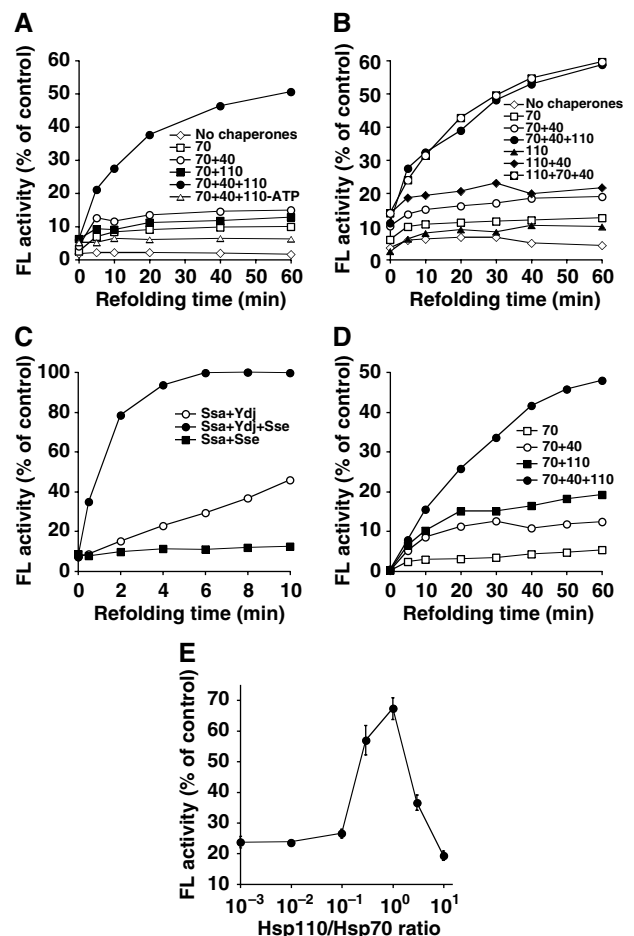 A
FL activity (% of control)
60
50
40
30
20
10
0
No chaperones
70
70+40
70+110
70+40+110
70+40+110-ATP
0 10 20 30 40 50 60
Refolding time (min)
B
FL activity (% of control)
60
50
40
30
20
10
0
No chaperones
70
70+40
70+40+110
110
110+40
110+70+40
0 10 20 30 40 50 60
Refolding time (min)
C
FL activity (% of control)
100
80
60
40
20
0
Ssa+Ydj
Ssa+Ydj+Sse
Ssa+Sse
0 2 4 6 8 10
Refolding time (min)
D
FL activity (% of control)
50
40
30
20
10
0
70
70+40
70+110
70+40+110
0 10 20 30 40 50 60
Refolding time (min)
E
FL activity (% of control)
70
60
50
40
30
20
10
10⁻³ 10⁻² 10⁻¹ 10⁰ 10¹
Hsp110/Hsp70 ratio